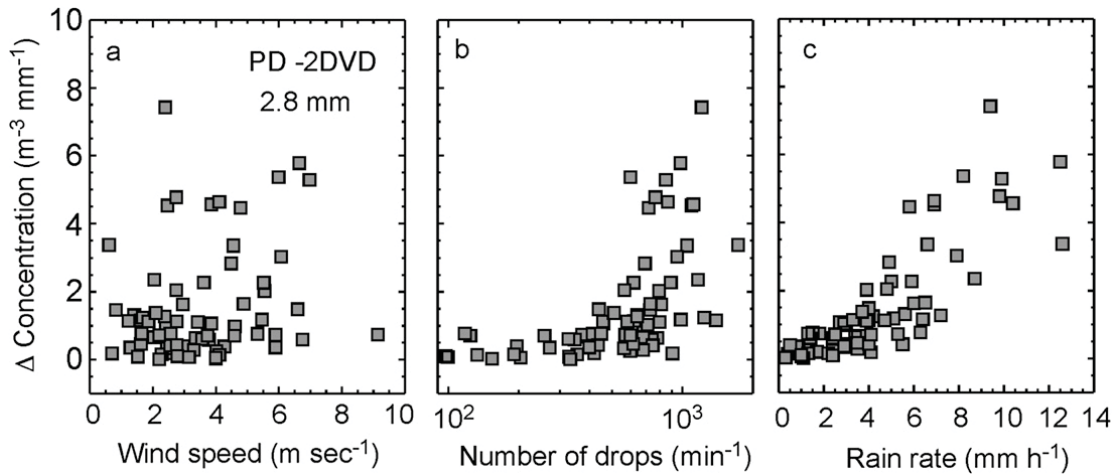 10
8
6
4
2
0
Δ Concentration (m⁻³ mm⁻¹)
a
PD -2DVD
2.8 mm
0 2 4 6 8 10
Wind speed (m sec⁻¹)
b
10² 10³
Number of drops (min⁻¹)
c
0 2 4 6 8 10 12 14
Rain rate (mm h⁻¹)